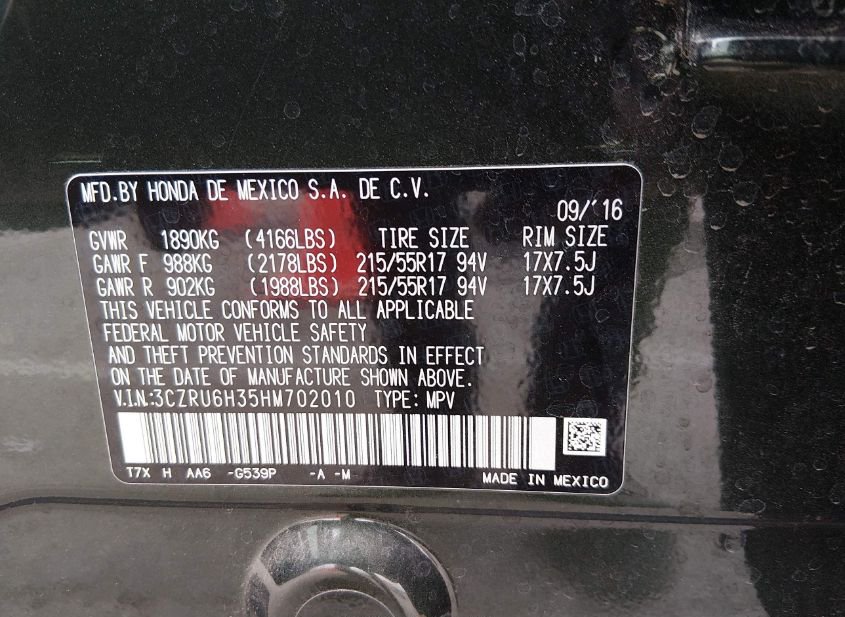 MFD.BY HONDA DE MEXICO S.A. DE C.V.
09/'16
GVWR 1890KG (4166LBS) TIRE SIZE RIM SIZE
GAWR F 988KG (2178LBS) 215/55R17 94V 17X7.5J
GAWR R 902KG (1988LBS) 215/55R17 94V 17X7.5J
THIS VEHICLE CONFORMS TO ALL APPLICABLE
FEDERAL MOTOR VEHICLE SAFETY
AND THEFT PREVENTION STANDARDS IN EFFECT
ON THE DATE OF MANUFACTURE SHOWN ABOVE.
V.I.N:3CZRU6H35HM702010 TYPE: MPV
T7X H AA6 -G539P -A -M
MADE IN MEXICO